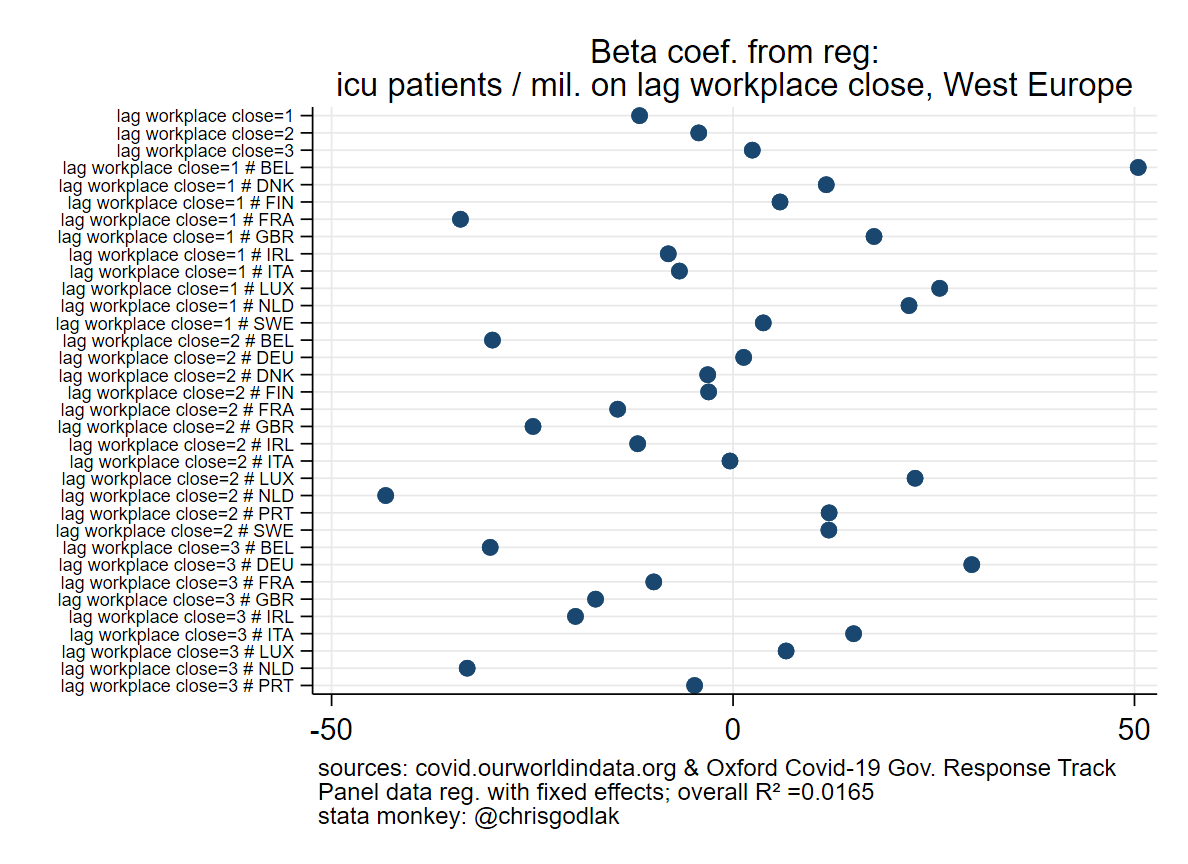 Beta coef. from reg:
icu patients / mil. on lag workplace close, West Europe
lag workplace close=1
lag workplace close=2
lag workplace close=3
lag workplace close=1 # BEL
lag workplace close=1 # DNK
lag workplace close=1 # FIN
lag workplace close=1 # FRA
lag workplace close=1 # GBR
lag workplace close=1 # IRL
lag workplace close=1 # ITA
lag workplace close=1 # LUX
lag workplace close=1 # NLD
lag workplace close=1 # SWE
lag workplace close=2 # BEL
lag workplace close=2 # DEU
lag workplace close=2 # DNK
lag workplace close=2 # FIN
lag workplace close=2 # FRA
lag workplace close=2 # GBR
lag workplace close=2 # IRL
lag workplace close=2 # ITA
lag workplace close=2 # LUX
lag workplace close=2 # NLD
lag workplace close=2 # PRT
lag workplace close=2 # SWE
lag workplace close=3 # BEL
lag workplace close=3 # DEU
lag workplace close=3 # FRA
lag workplace close=3 # GBR
lag workplace close=3 # IRL
lag workplace close=3 # ITA
lag workplace close=3 # LUX
lag workplace close=3 # NLD
lag workplace close=3 # PRT
-50 0 50
sources: covid.ourworldindata.org & Oxford Covid-19 Gov. Response Track
Panel data reg. with fixed effects; overall R² =0.0165
stata monkey: @chrisgodlak